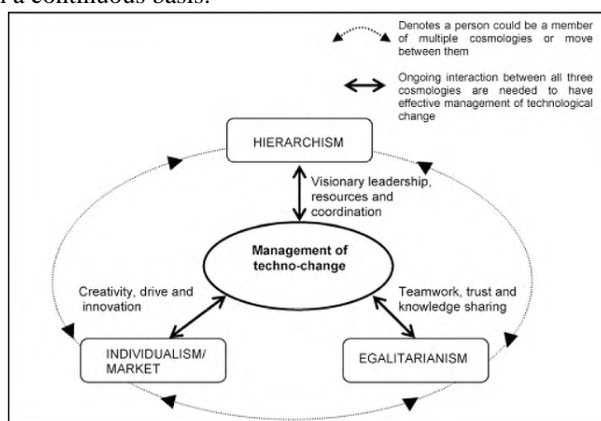 a continuous basis.
Denotes a person could be a member
of multiple cosmologies or move
between them
Ongoing interaction between all three
cosmologies are needed to have
effective management of technological
change
HIERARCHISM
Visionary leadership,
resources and
coordination
Management of
techno-change
Creativity, drive and
innovation
Teamwork, trust and
knowledge sharing
INDIVIDUALISM/
MARKET
EGALITARIANISM